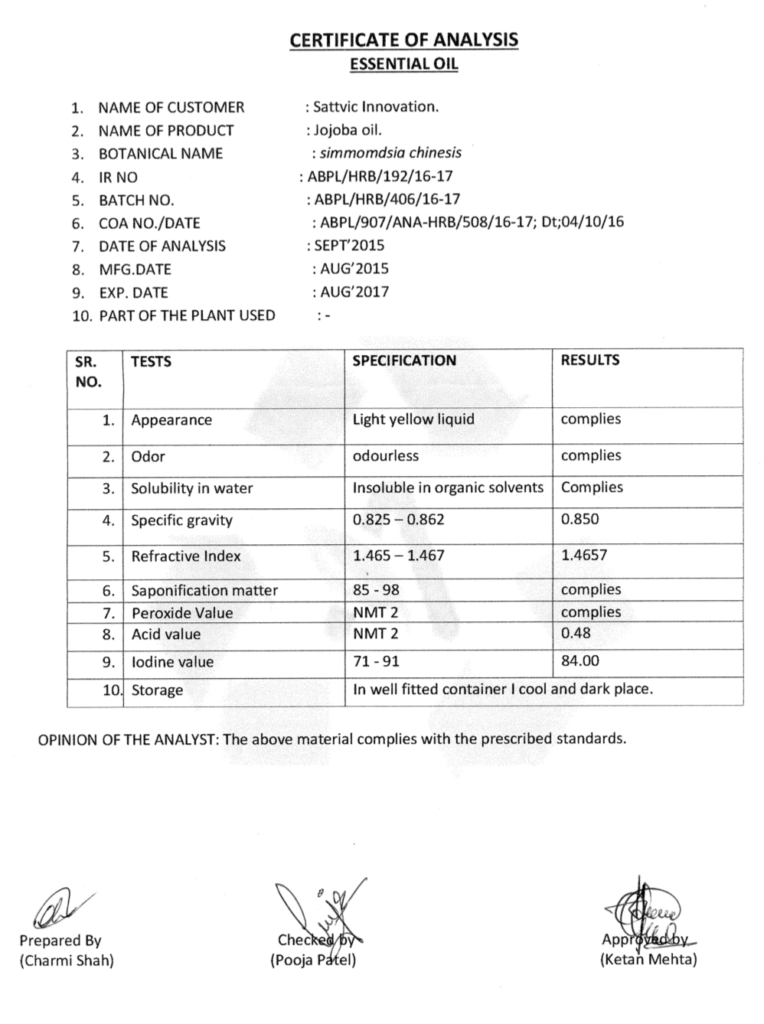 CERTIFICATE OF ANALYSIS
ESSENTIAL OIL
1. NAME OF CUSTOMER : Sattvic Innovation.
2. NAME OF PRODUCT : Jojoba oil.
3. BOTANICAL NAME : simmomdsia chinesis
4. IR NO : ABPL/HRB/192/16-17
5. BATCH NO. : ABPL/HRB/406/16-17
6. COA NO./DATE : ABPL/907/ANA-HRB/508/16-17; Dt;04/10/16
7. DATE OF ANALYSIS : SEPT'2015
8. MFG.DATE : AUG'2015
9. EXP. DATE : AUG'2017
10. PART OF THE PLANT USED : -
SR. NO. TESTS SPECIFICATION RESULTS
1. Appearance Light yellow liquid complies
2. Odor odourless complies
3. Solubility in water Insoluble in organic solvents Complies
4. Specific gravity 0.825 – 0.862 0.850
5. Refractive Index 1.465 – 1.467 1.4657
6. Saponification matter 85 - 98 complies
7. Peroxide Value NMT 2 complies
8. Acid value NMT 2 0.48
9. Iodine value 71 - 91 84.00
10. Storage In well fitted container I cool and dark place.
OPINION OF THE ANALYST: The above material complies with the prescribed standards.
Prepared By Checked by Approved by
(Charmi Shah) (Pooja Patel) (Ketan Mehta)